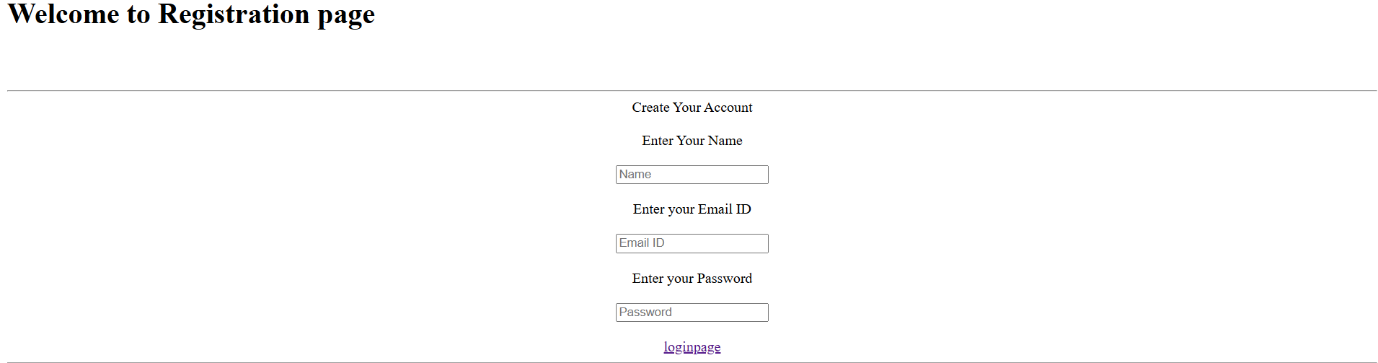 Welcome to Registration page
Create Your Account
Enter Your Name
Name
Enter your Email ID
Email ID
Enter your Password
Password
loginpage